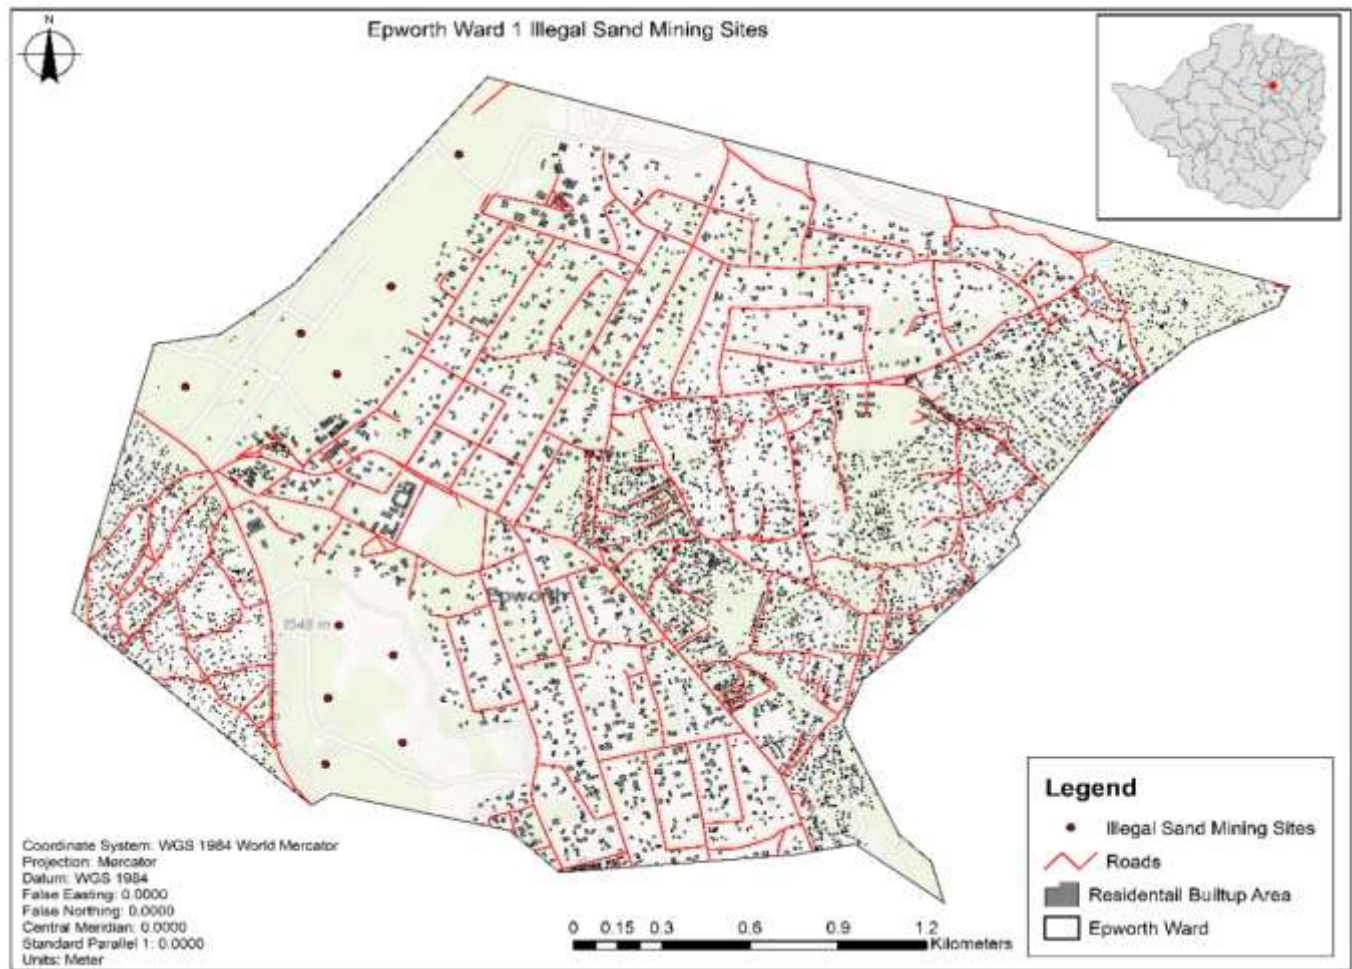 N
Epworth Ward 1 Illegal Sand Mining Sites
Epworth
1548 m
Legend
Illegal Sand Mining Sites
Roads
Residentail Builtup Area
Epworth Ward
Coordinate System: WGS 1984 World Mercator
Projection: Mercator
Datum: WGS 1984
False Easting: 0.0000
False Northing: 0.0000
Central Meridian: 0.0000
Standard Parallel 1: 0.0000
Units: Meter
0 0.15 0.3 0.6 0.9 1.2
Kilometers